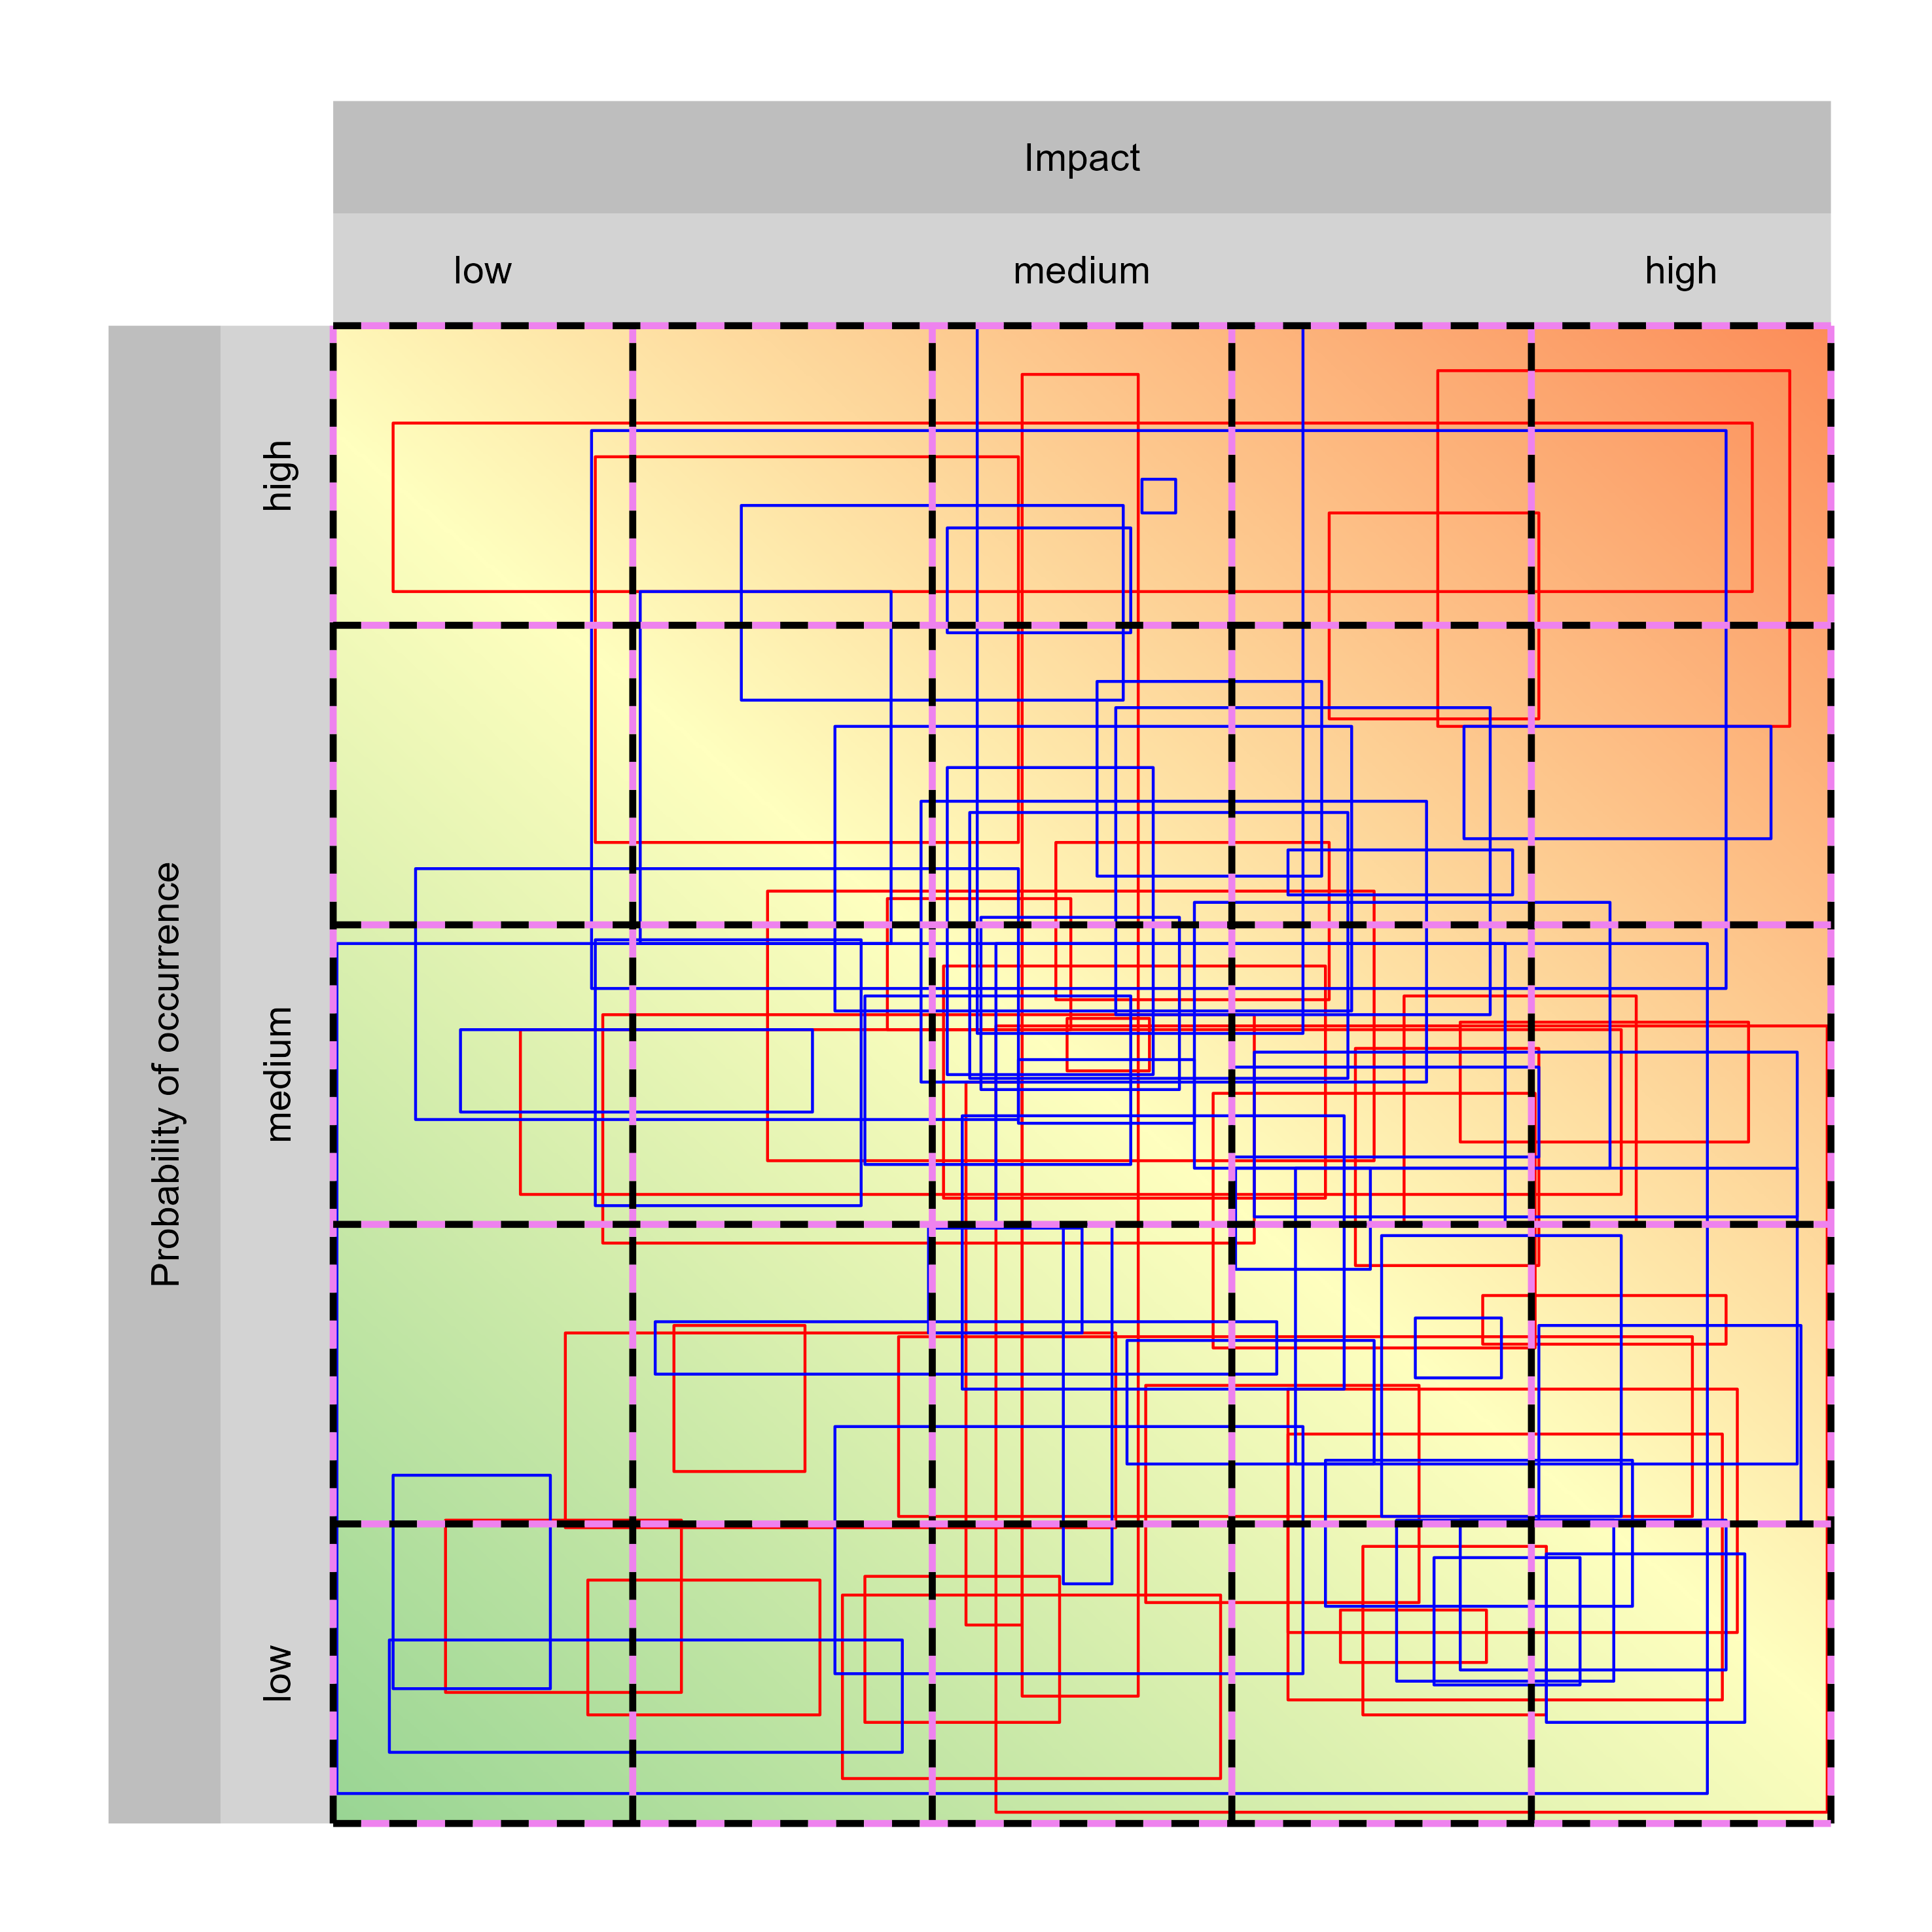 Impact
low
medium
high
Probability of occurrence
high
medium
low